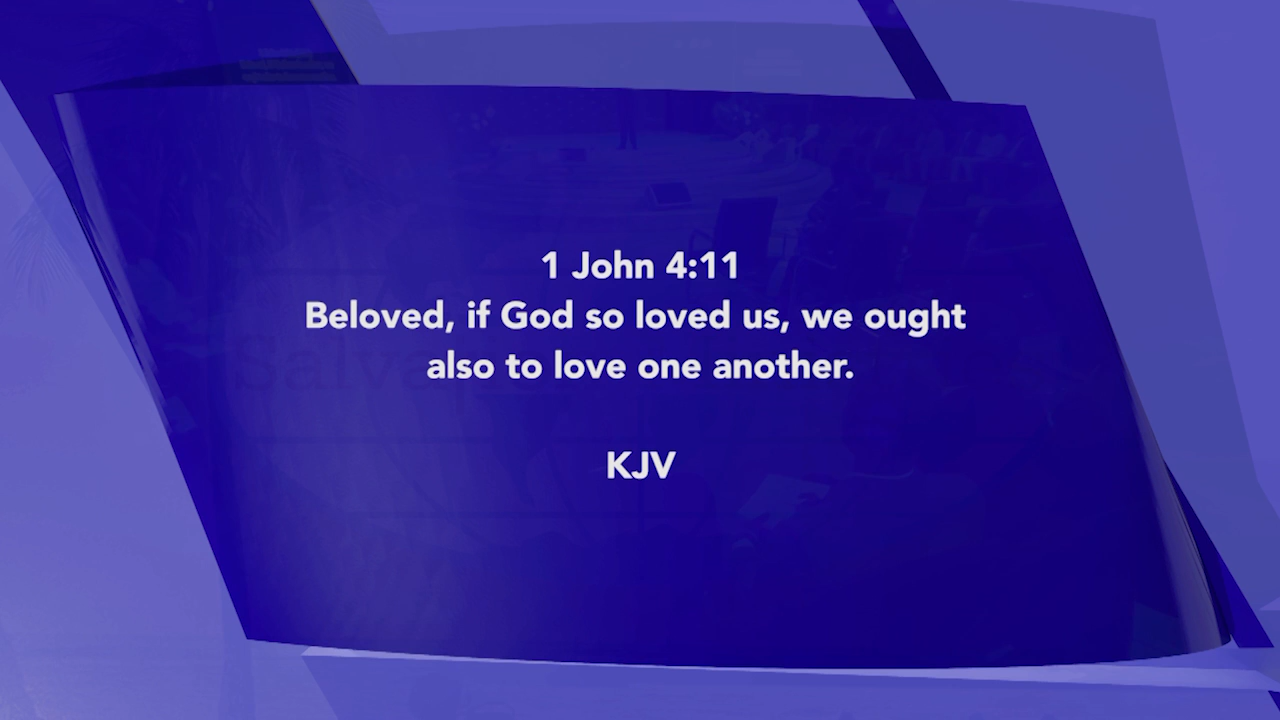 1 John 4:11
Beloved, if God so loved us, we ought
also to love one another.
KJV